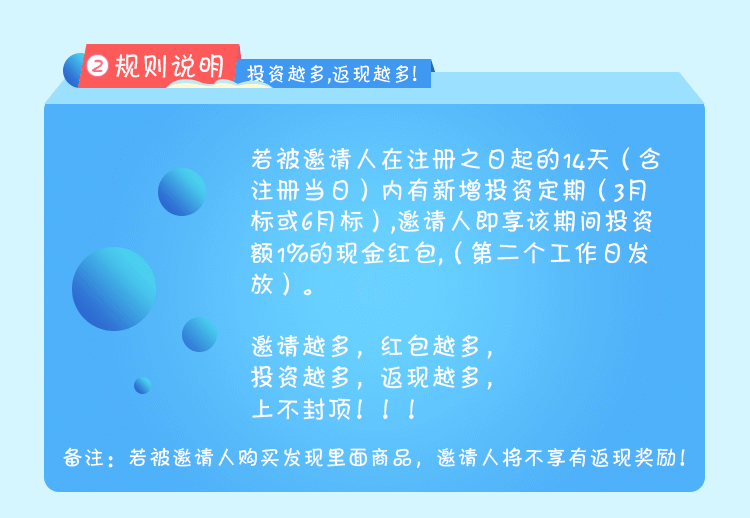 2 规则说明
投资越多,返现越多!
若被邀请人在注册之日起的14天（含
注册当日）内有新增投资定期（3月
标或6月标）,邀请人即享该期间投资
额1%的现金红包,（第二个工作日发
放）。
邀请越多，红包越多，
投资越多，返现越多，
上不封顶！！！
备注：若被邀请人购买发现里面商品，邀请人将不享有返现奖励！